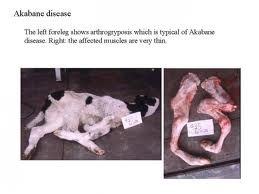 Akabane disease
The left foreleg shows arthrogryposis which is typical of Akabane
disease. Right: the affected muscles are very thin.